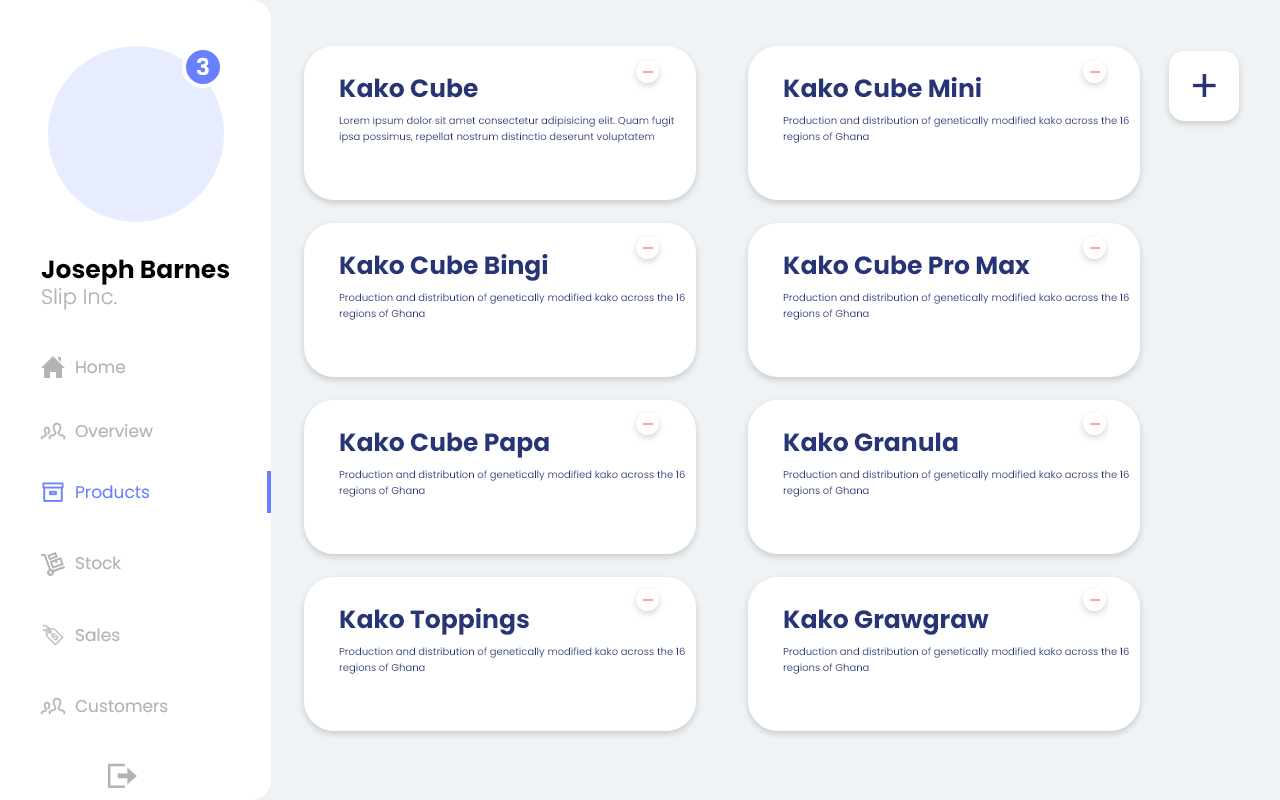 3
Joseph Barnes
Slip Inc.
Home
Overview
Products
Stock
Sales
Customers
Kako Cube
Lorem ipsum dolor sit amet consectetur adipisicing elit. Quam fugit
ipsa possimus, repellat nostrum distinctio deserunt voluptatem
Kako Cube Mini
Production and distribution of genetically modified kako across the 16
regions of Ghana
Kako Cube Bingi
Production and distribution of genetically modified kako across the 16
regions of Ghana
Kako Cube Pro Max
Production and distribution of genetically modified kako across the 16
regions of Ghana
Kako Cube Papa
Production and distribution of genetically modified kako across the 16
regions of Ghana
Kako Granula
Production and distribution of genetically modified kako across the 16
regions of Ghana
Kako Toppings
Production and distribution of genetically modified kako across the 16
regions of Ghana
Kako Grawgraw
Production and distribution of genetically modified kako across the 16
regions of Ghana